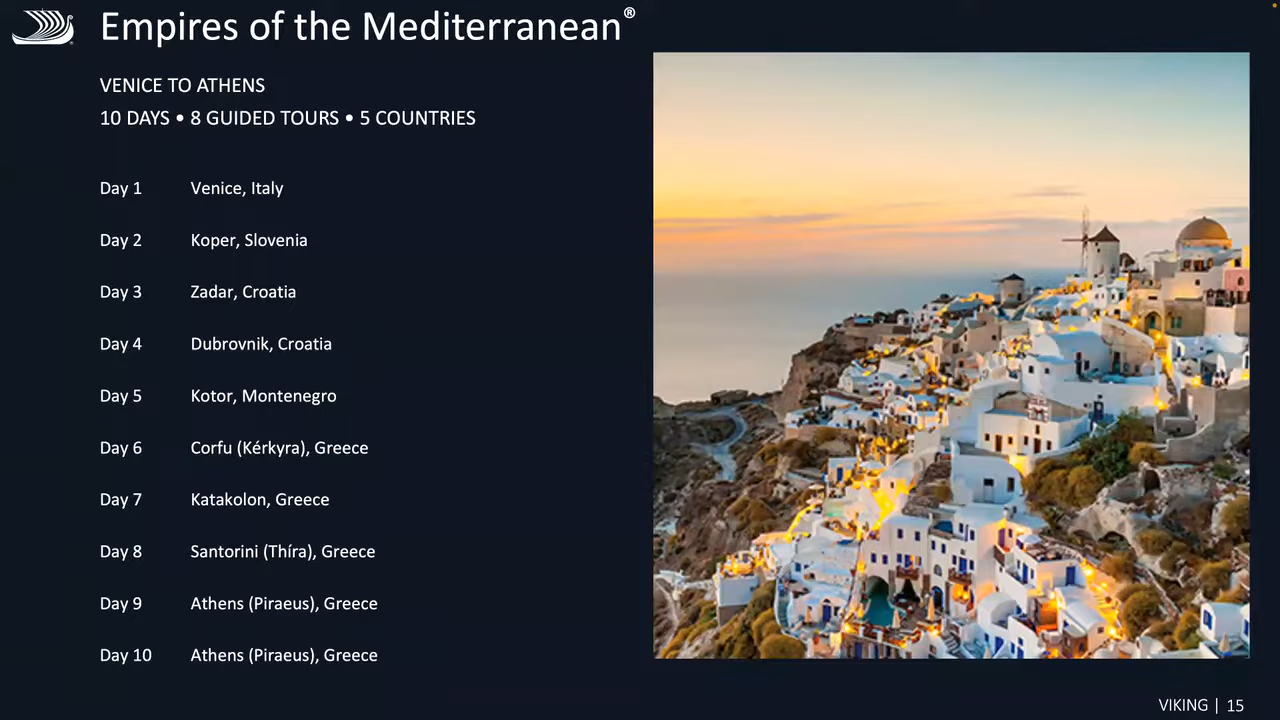 Empires of the Mediterranean®
VENICE TO ATHENS
10 DAYS • 8 GUIDED TOURS • 5 COUNTRIES
Day 1 Venice, Italy
Day 2 Koper, Slovenia
Day 3 Zadar, Croatia
Day 4 Dubrovnik, Croatia
Day 5 Kotor, Montenegro
Day 6 Corfu (Kérkyra), Greece
Day 7 Katakolon, Greece
Day 8 Santorini (Thíra), Greece
Day 9 Athens (Piraeus), Greece
Day 10 Athens (Piraeus), Greece
VIKING | 15